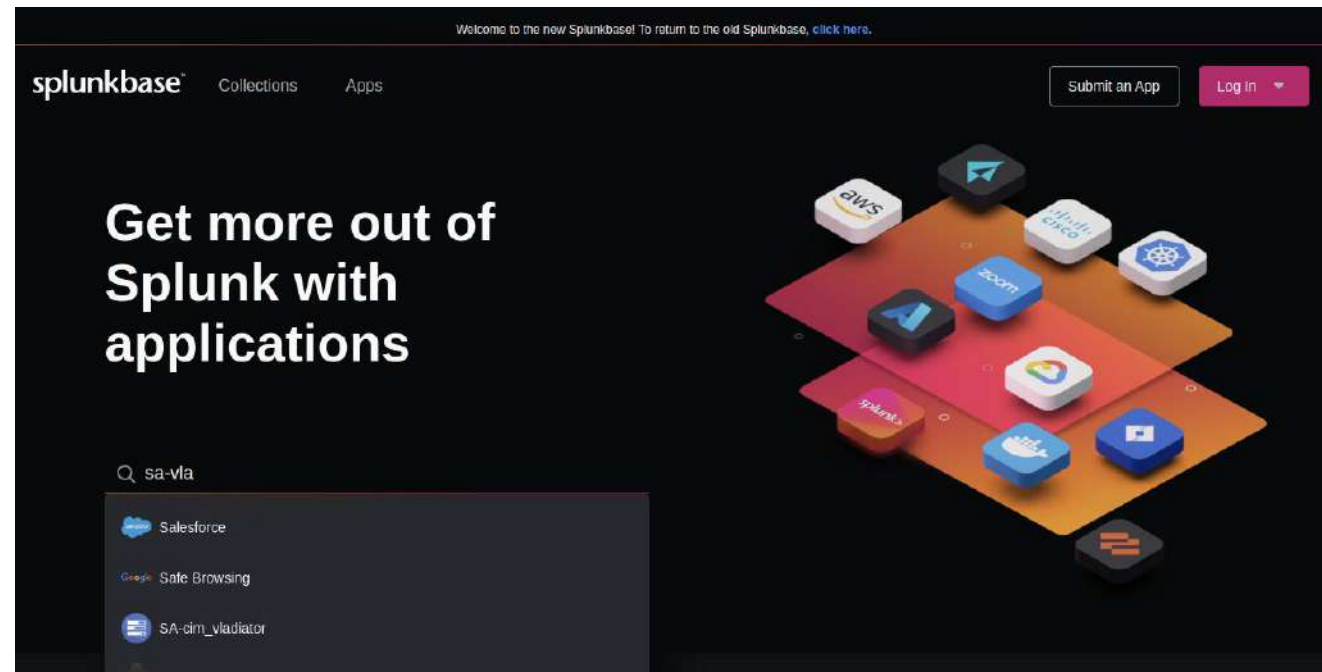 Welcome to the new Splunkbase! To return to the old Splunkbase, click here.
splunkbase™ Collections Apps Submit an App Log In
Get more out of
Splunk with
applications
aws
cisco
zoom
splunk>
sa-vla
Salesforce
Google Safe Browsing
SA-cim_vladiator